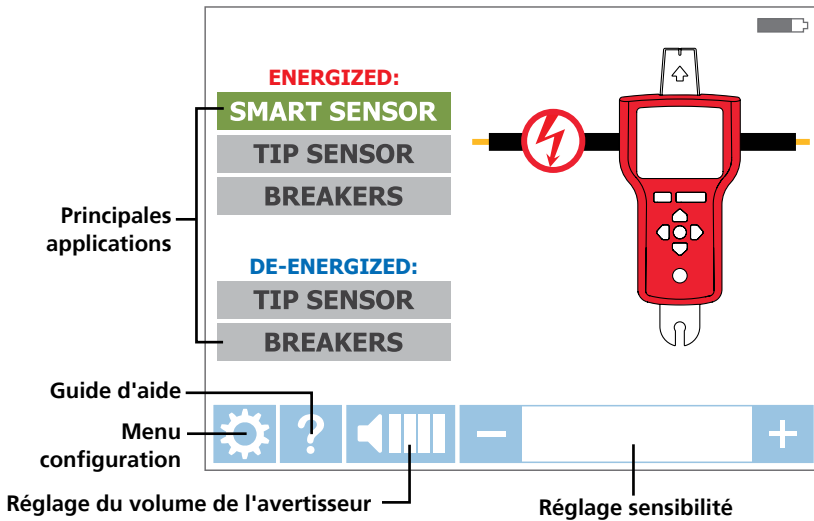 ENERGIZED:
SMART SENSOR
TIP SENSOR
BREAKERS
Principales
applications
DE-ENERGIZED:
TIP SENSOR
BREAKERS
Guide d'aide
Menu
configuration
?
−
+
Réglage du volume de l'avertisseur
Réglage sensibilité